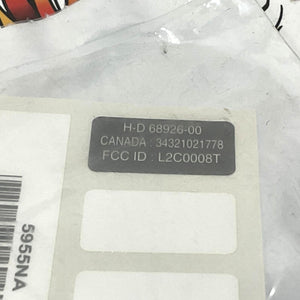 H-D 68926-00
CANADA : 34321021778
FCC ID : L2C0008T
5955NA